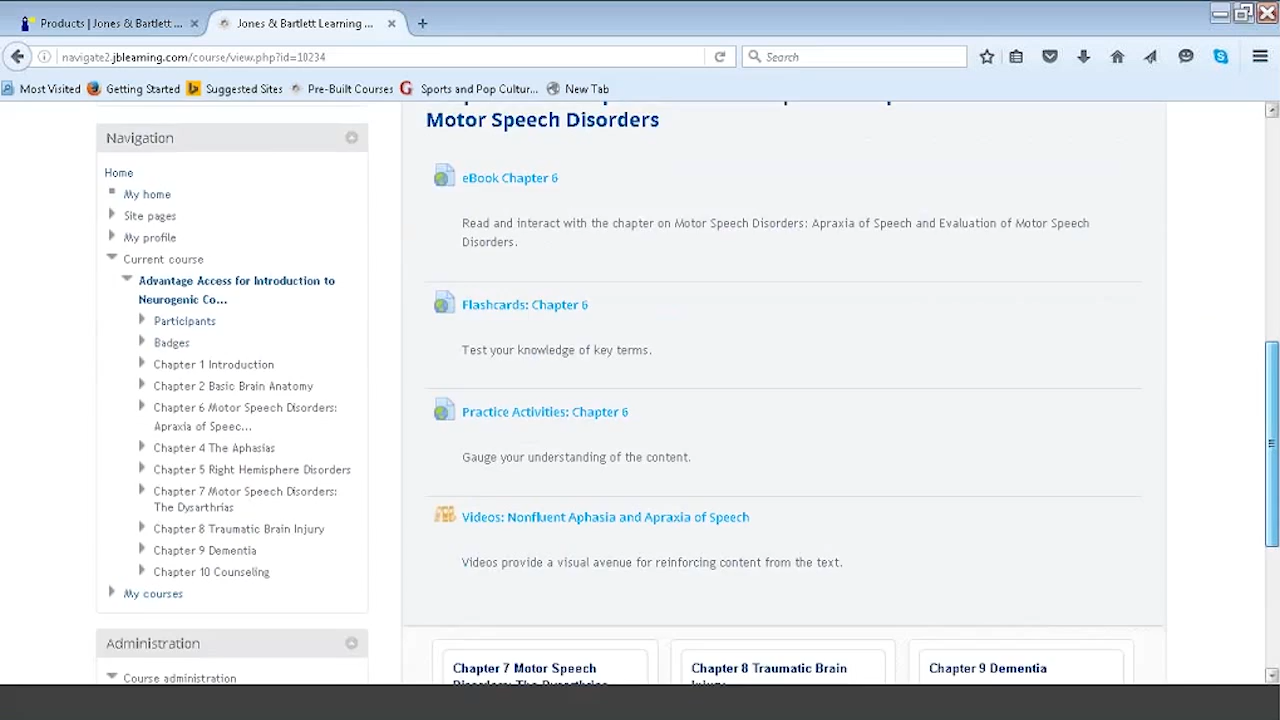 Products | Jones & Bartlett ...
Jones & Bartlett Learning ...
navigate2.jblearning.com/course/view.php?id=10234
Search
Most Visited
Getting Started
Suggested Sites
Pre-Built Courses
Sports and Pop Cultur...
New Tab
Navigation
Home
My home
Site pages
My profile
Current course
Advantage Access for Introduction to
Neurogenic Co...
Participants
Badges
Chapter 1 Introduction
Chapter 2 Basic Brain Anatomy
Chapter 6 Motor Speech Disorders:
Apraxia of Speec...
Chapter 4 The Aphasias
Chapter 5 Right Hemisphere Disorders
Chapter 7 Motor Speech Disorders:
The Dysarthrias
Chapter 8 Traumatic Brain Injury
Chapter 9 Dementia
Chapter 10 Counseling
My courses
Administration
Course administration
Motor Speech Disorders
eBook Chapter 6
Read and interact with the chapter on Motor Speech Disorders: Apraxia of Speech and Evaluation of Motor Speech
Disorders.
Flashcards: Chapter 6
Test your knowledge of key terms.
Practice Activities: Chapter 6
Gauge your understanding of the content.
Videos: Nonfluent Aphasia and Apraxia of Speech
Videos provide a visual avenue for reinforcing content from the text.
Chapter 7 Motor Speech
Disorders: The Dysarthrias
Chapter 8 Traumatic Brain
Injury
Chapter 9 Dementia